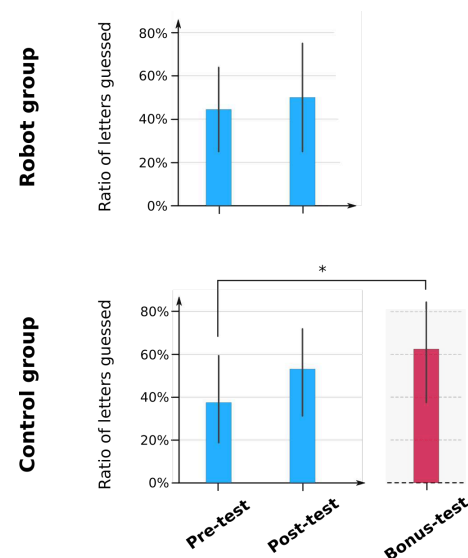 Robot group
Ratio of letters guessed
80%
60%
40%
20%
0%
*
Control group
Ratio of letters guessed
80%
60%
40%
20%
0%
Pre-test
Post-test
Bonus-test